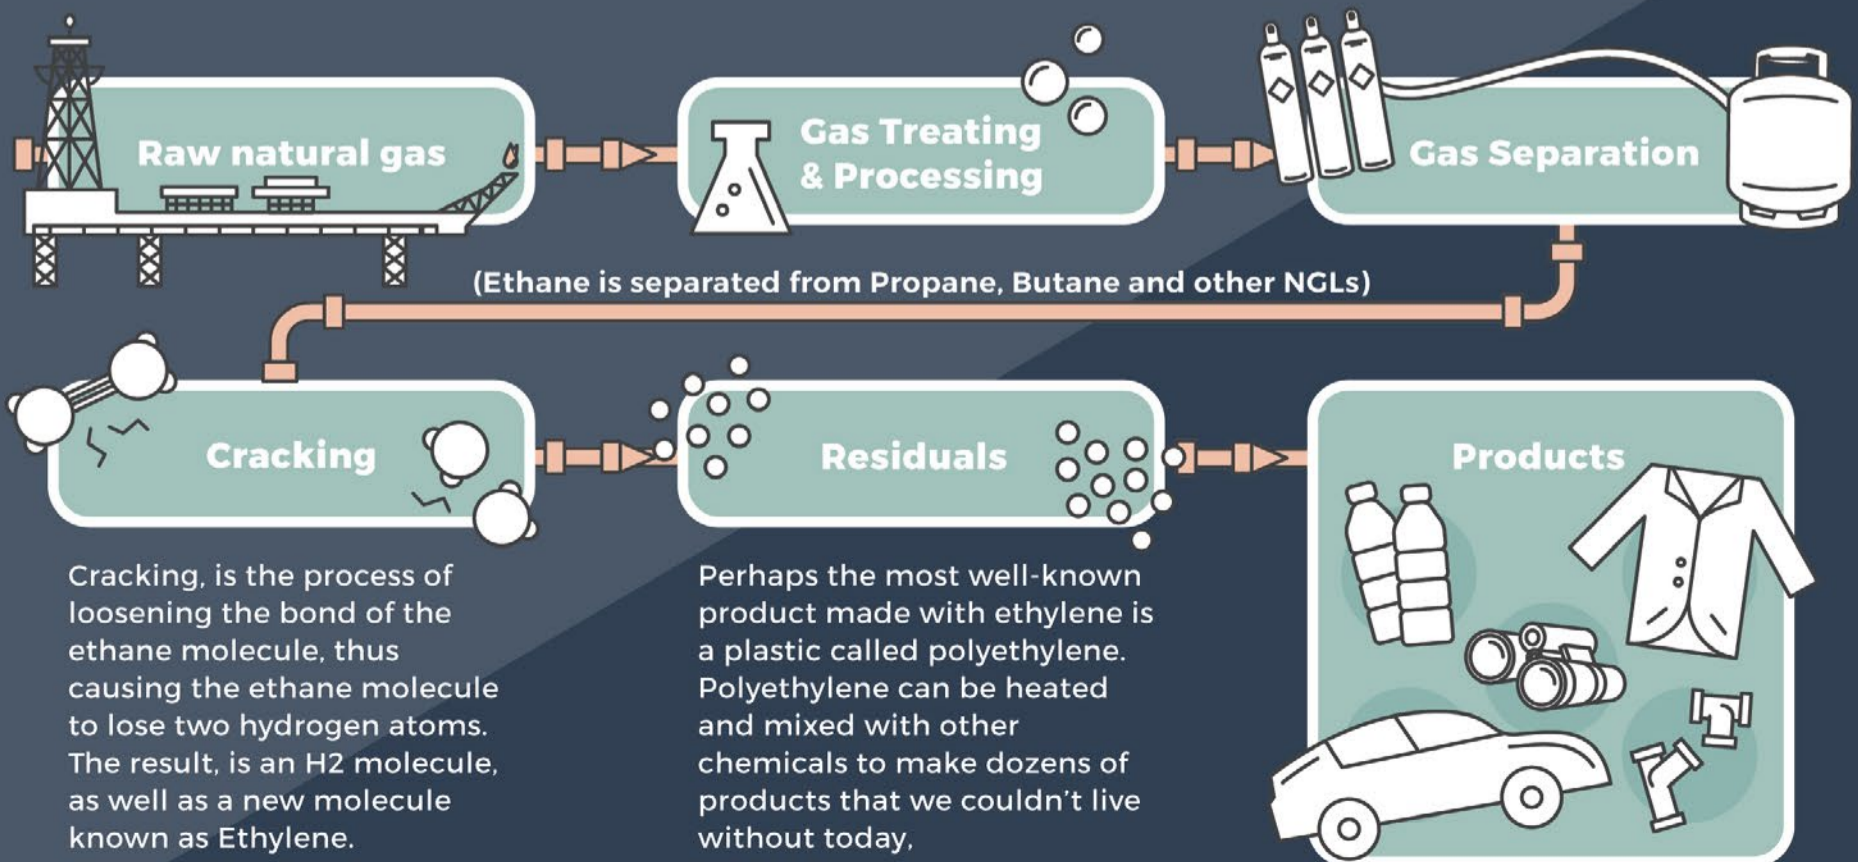 Raw natural gas
Gas Treating
& Processing
Gas Separation
(Ethane is separated from Propane, Butane and other NGLs)
Cracking
Cracking, is the process of
loosening the bond of the
ethane molecule, thus
causing the ethane molecule
to lose two hydrogen atoms.
The result, is an H2 molecule,
as well as a new molecule
known as Ethylene.
Residuals
Perhaps the most well-known
product made with ethylene is
a plastic called polyethylene.
Polyethylene can be heated
and mixed with other
chemicals to make dozens of
products that we couldn't live
without today,
Products